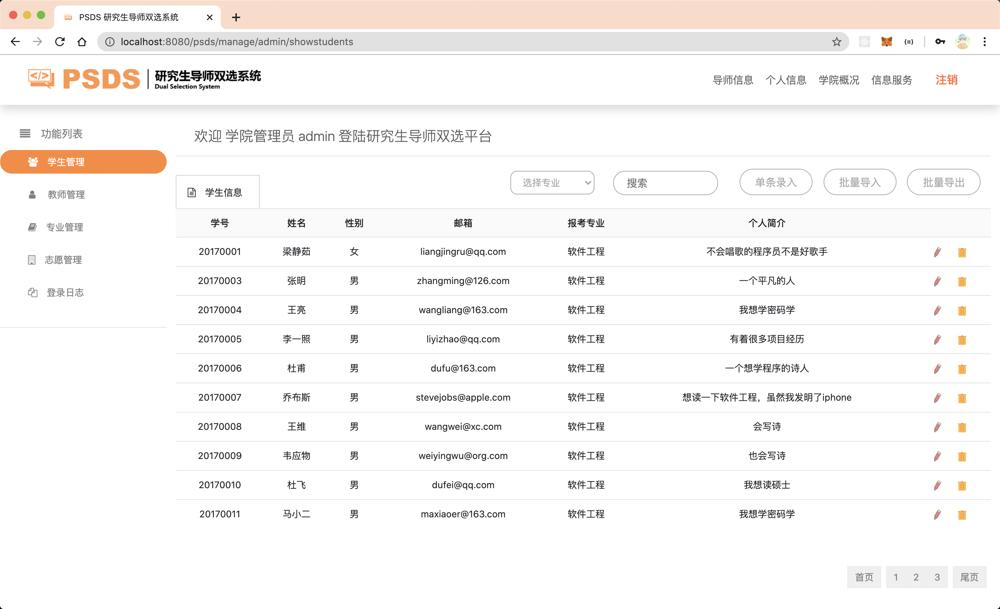 PSDS 研究生导师双选系统
localhost:8080/psds/manage/admin/showstudents
</> PSDS 研究生导师双选系统
Dual Selection System
导师信息 个人信息 学院概况 信息服务 注销
功能列表
学生管理
教师管理
专业管理
志愿管理
登录日志
欢迎 学院管理员 admin 登陆研究生导师双选平台
学生信息 选择专业 搜索 单条录入 批量导入 批量导出
学号 姓名 性别 邮箱 报考专业 个人简介
20170001 梁静茹 女 liangjingru@qq.com 软件工程 不会唱歌的程序员不是好歌手
20170003 张明 男 zhangming@126.com 软件工程 一个平凡的人
20170004 王亮 男 wangliang@163.com 软件工程 我想学密码学
20170005 李一照 男 liyizhao@qq.com 软件工程 有着很多项目经历
20170006 杜甫 男 dufu@163.com 软件工程 一个想学程序的诗人
20170007 乔布斯 男 stevejobs@apple.com 软件工程 想读一下软件工程，虽然我发明了iphone
20170008 王维 男 wangwei@xc.com 软件工程 会写诗
20170009 韦应物 男 weiyingwu@org.com 软件工程 也会写诗
20170010 杜飞 男 dufei@qq.com 软件工程 我想读硕士
20170011 马小二 男 maxiaoer@163.com 软件工程 我想学密码学
首页 1 2 3 尾页